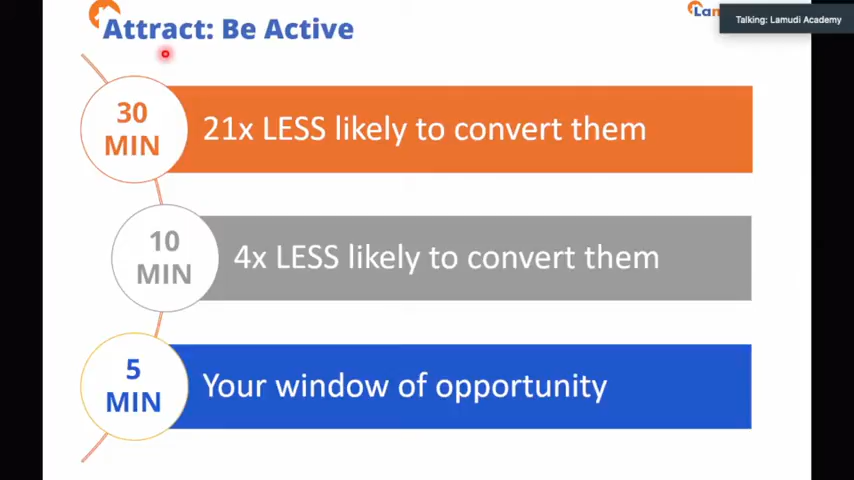 Attract: Be Active
Talking: Lamudi Academy
30
MIN
21x LESS likely to convert them
10
MIN
4x LESS likely to convert them
5
MIN
Your window of opportunity